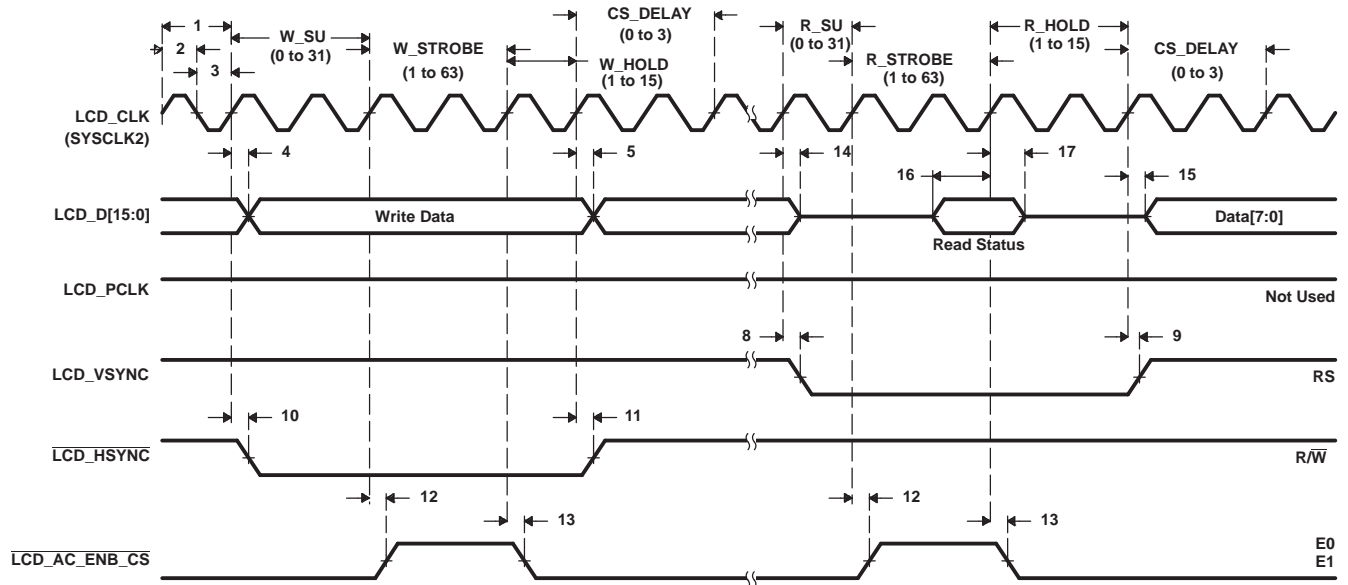 1
2
3
W_SU
(0 to 31)
W_STROBE
(1 to 63)
CS_DELAY
(0 to 3)
W_HOLD
(1 to 15)
R_SU
(0 to 31)
R_STROBE
(1 to 63)
R_HOLD
(1 to 15)
CS_DELAY
(0 to 3)
LCD_CLK
(SYSCLK2)
4
5
14
17
16
15
LCD_D[15:0]
Write Data
Read Status
Data[7:0]
LCD_PCLK
Not Used
8
9
LCD_VSYNC
RS
10
11
LCD_HSYNC
R/W
12
13
12
13
LCD_AC_ENB_CS
E0
E1